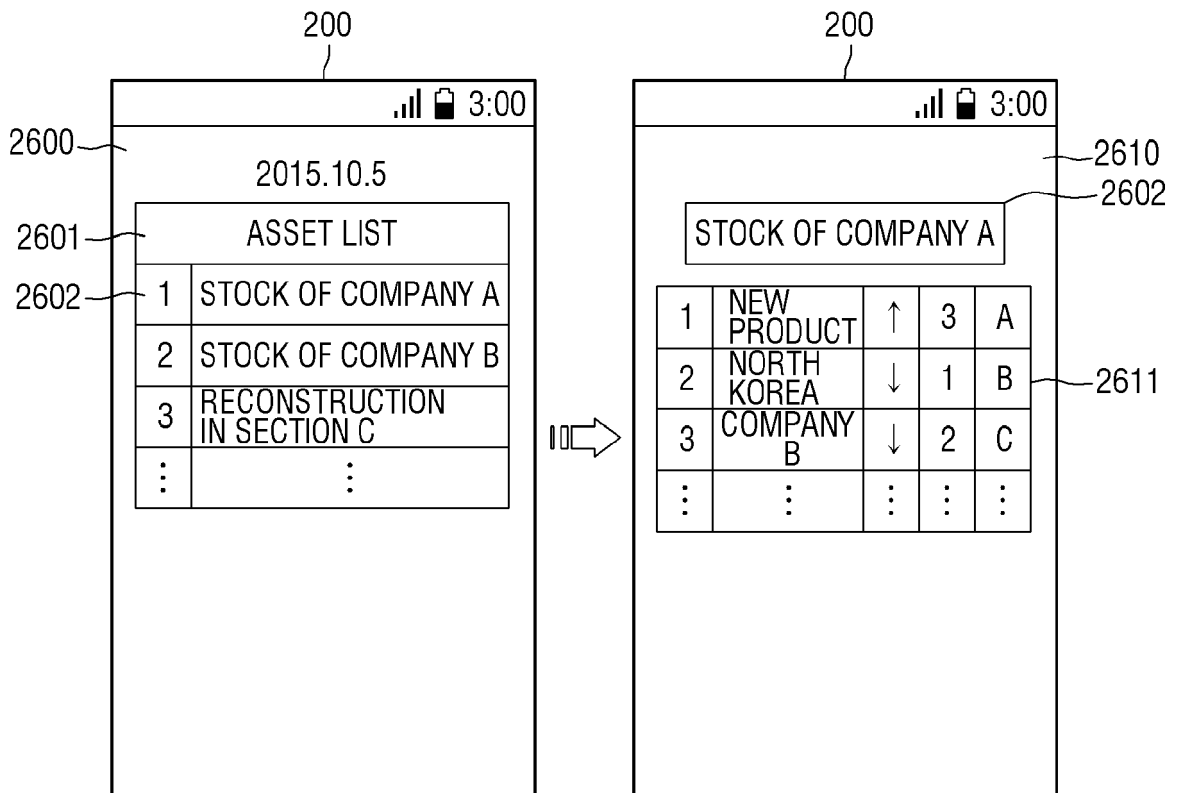 200
200
3:00
3:00
2600
2610
2015.10.5
2602
2601
ASSET LIST
STOCK OF COMPANY A
2602
1 STOCK OF COMPANY A
1 NEW PRODUCT ↑ 3 A
2 STOCK OF COMPANY B
2 NORTH KOREA ↓ 1 B
2611
3 RECONSTRUCTION
IN SECTION C
3 COMPANY B ↓ 2 C
⋮ ⋮
⋮ ⋮ ⋮ ⋮ ⋮